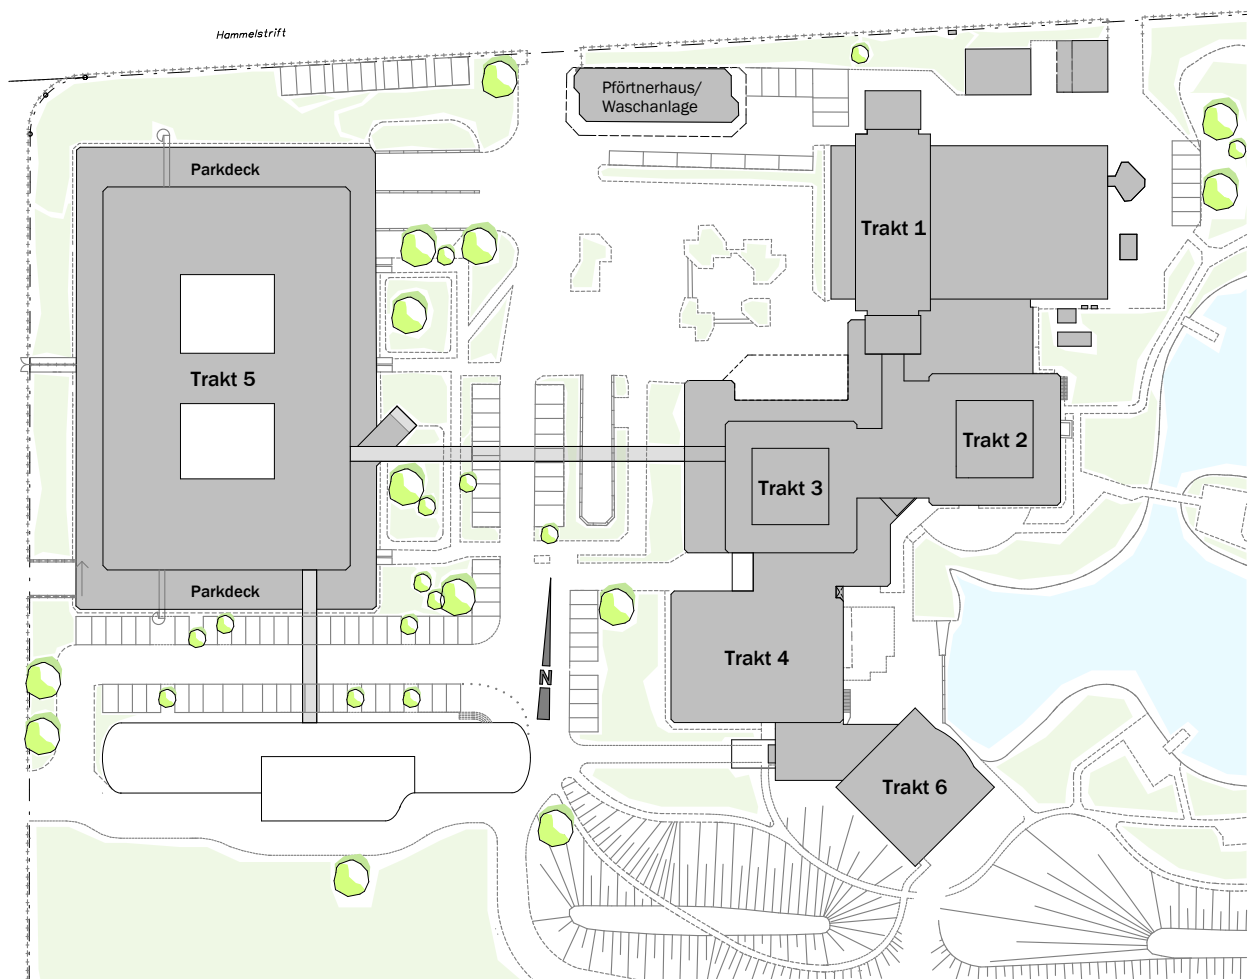 Hammelstrift
Pförtnerhaus/
Waschanlage
Parkdeck
Trakt 1
Trakt 5
Trakt 2
Trakt 3
Parkdeck
Trakt 4
N
Trakt 6